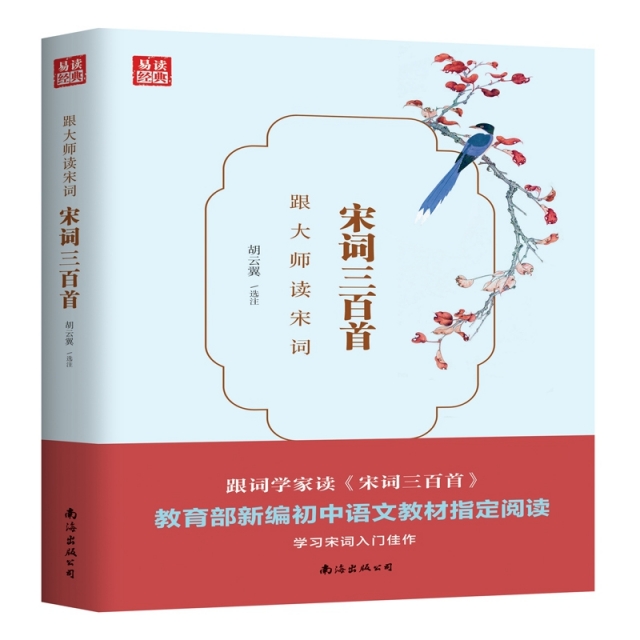 易读
经典
跟大师读宋词
宋词三百首
胡云翼/选注
南海出版公司
宋词三百首
跟大师读宋词
胡云翼/选注
跟词学家读《宋词三百首》
教育部新编初中语文教材指定阅读
学习宋词入门佳作
南海出版公司